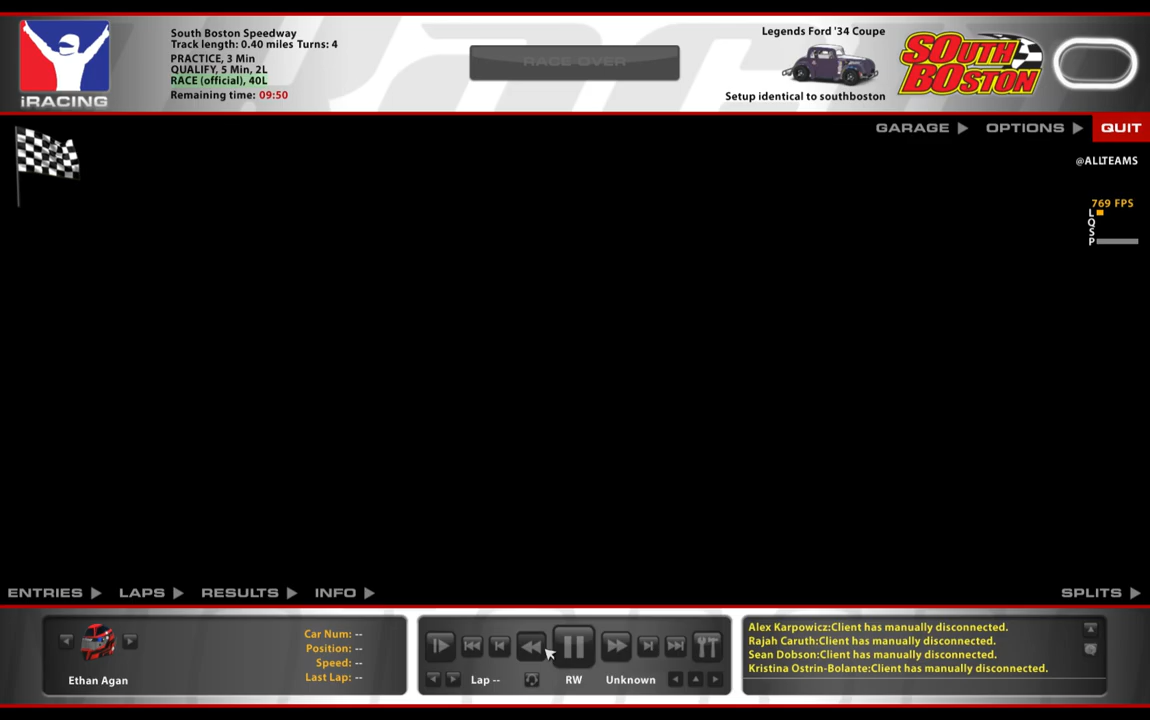 iRACING
South Boston Speedway
Track length: 0.40 miles Turns: 4
PRACTICE, 3 Min
QUALIFY, 5 Min, 2L
RACE (official), 40L
Remaining time: 09:50
RACE OVER
Legends Ford '34 Coupe
Setup identical to southboston
SOUTH BOSTON
GARAGE OPTIONS QUIT
@ALLTEAMS
769 FPS
L
Q
S
P
ENTRIES LAPS RESULTS INFO SPLITS
Ethan Agan
Car Num: --
Position: --
Speed: --
Last Lap: --
Lap -- RW Unknown
Alex Karpowicz:Client has manually disconnected.
Rajah Caruth:Client has manually disconnected.
Sean Dobson:Client has manually disconnected.
Kristina Ostrin-Bolante:Client has manually disconnected.